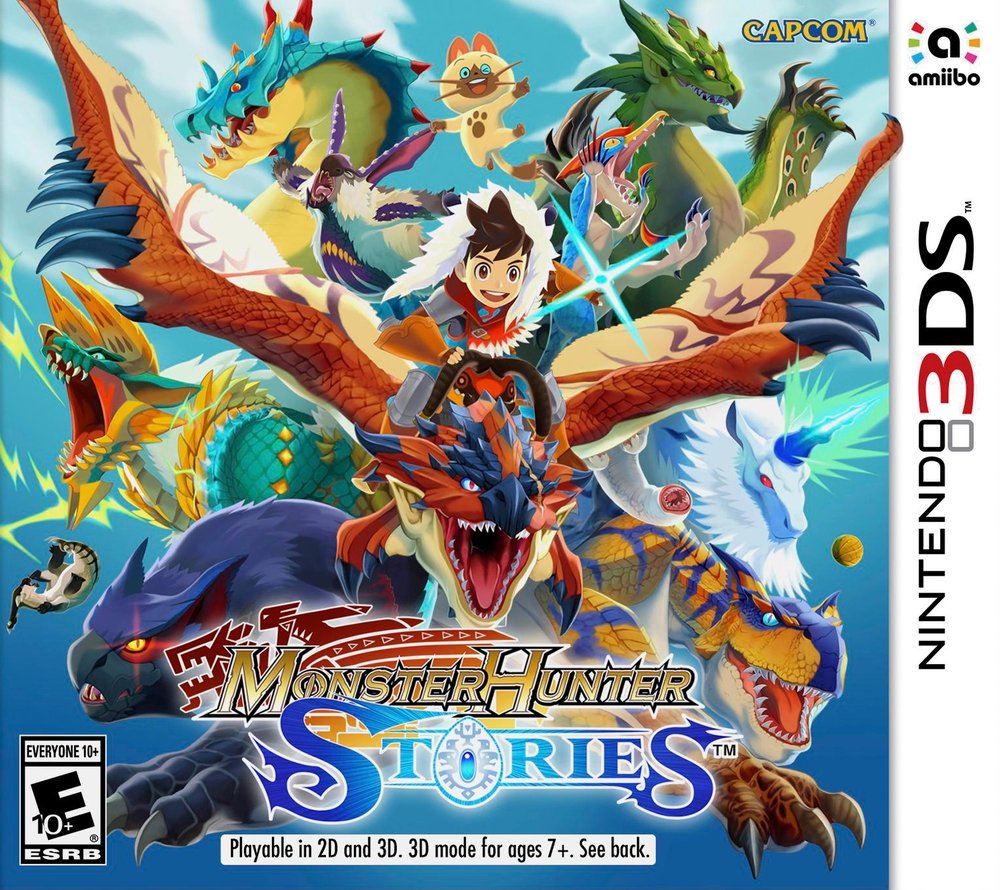 CAPCOM®
amiibo
NINTENDO 3DS™
MONSTER HUNTER
STORIES™
EVERYONE 10+
E
10+
®
ESRB
Playable in 2D and 3D. 3D mode for ages 7+. See back.